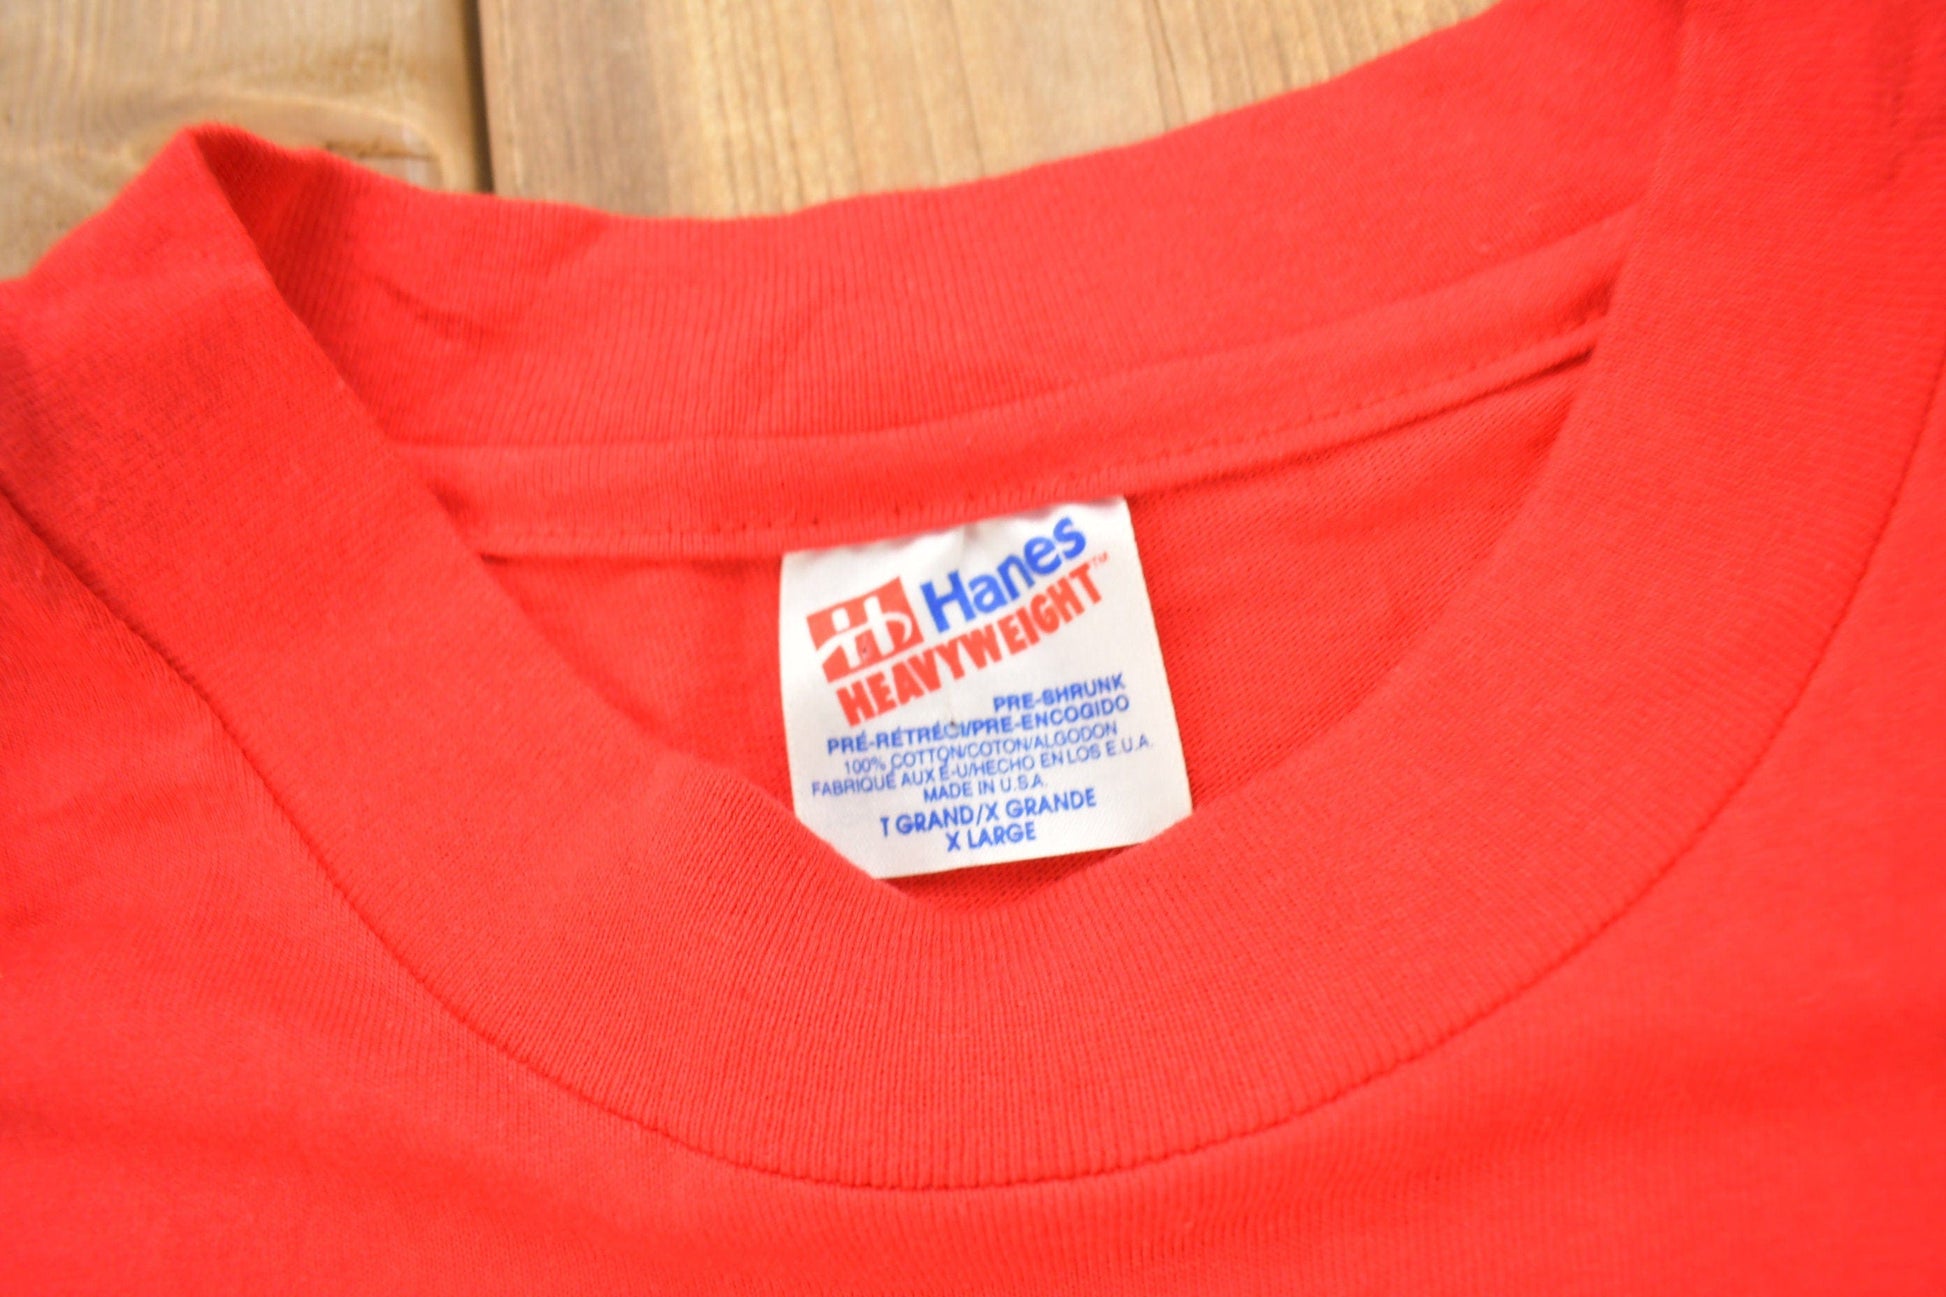 Hanes
HEAVYWEIGHT™
PRE-SHRUNK
PRÉ-RÉTRÉCI/PRE-ENCOGIDO
100% COTTON/COTON/ALGODON
FABRIQUÉ AUX É-U/HECHO EN LOS E.U.A.
MADE IN U.S.A.
T GRAND/X GRANDE
X LARGE